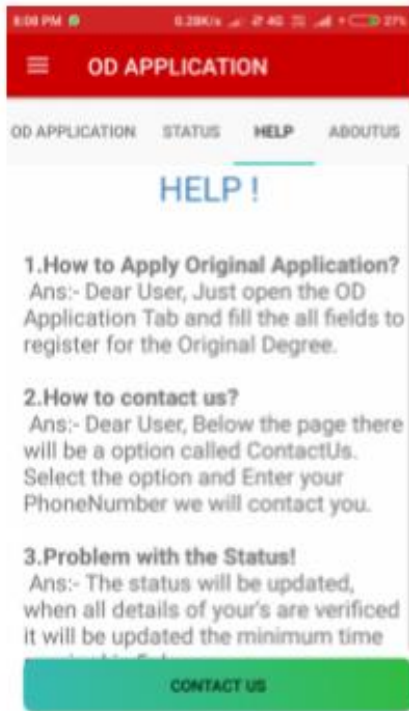 8:08 PM
0.28K/s 4G 27%
OD APPLICATION
OD APPLICATION STATUS HELP ABOUTUS
HELP !
1.How to Apply Original Application?
Ans:- Dear User, Just open the OD
Application Tab and fill the all fields to
register for the Original Degree.
2.How to contact us?
Ans:- Dear User, Below the page there
will be a option called ContactUs.
Select the option and Enter your
PhoneNumber we will contact you.
3.Problem with the Status!
Ans:- The status will be updated,
when all details of your's are verificed
it will be updated the minimum time
CONTACT US